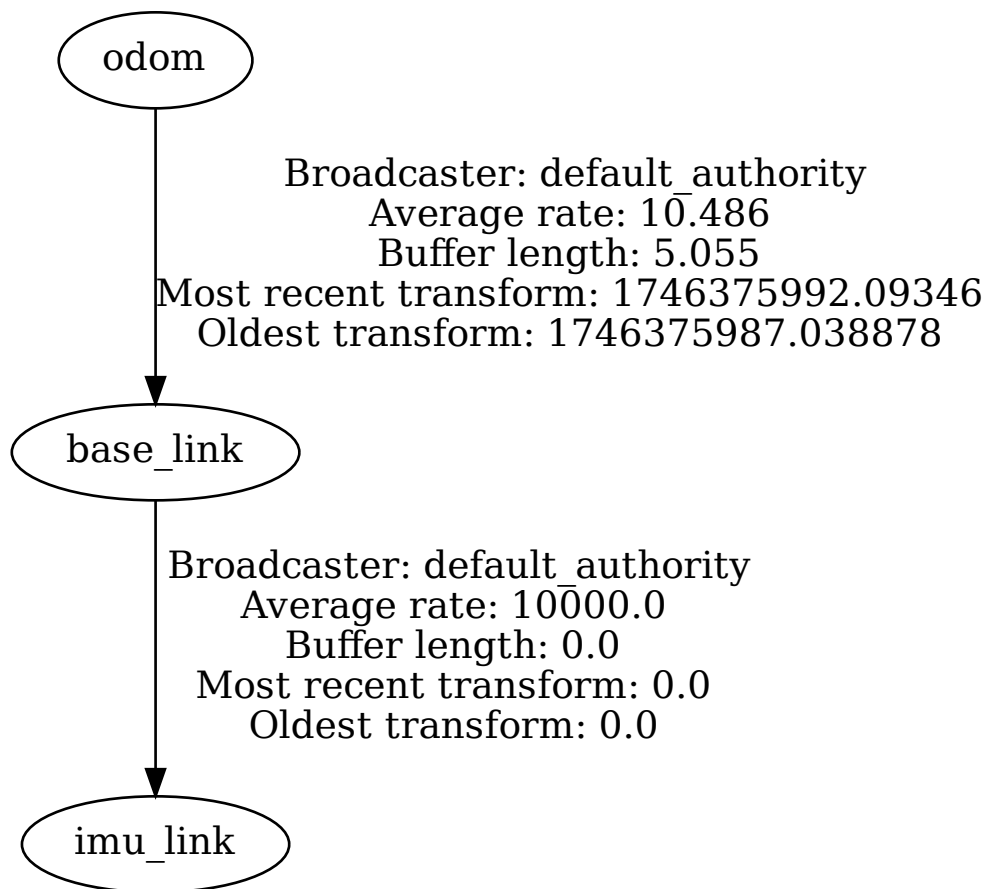 odom
Broadcaster: default_authority
Average rate: 10.486
Buffer length: 5.055
Most recent transform: 1746375992.09346
Oldest transform: 1746375987.038878
base_link
Broadcaster: default_authority
Average rate: 10000.0
Buffer length: 0.0
Most recent transform: 0.0
Oldest transform: 0.0
imu_link